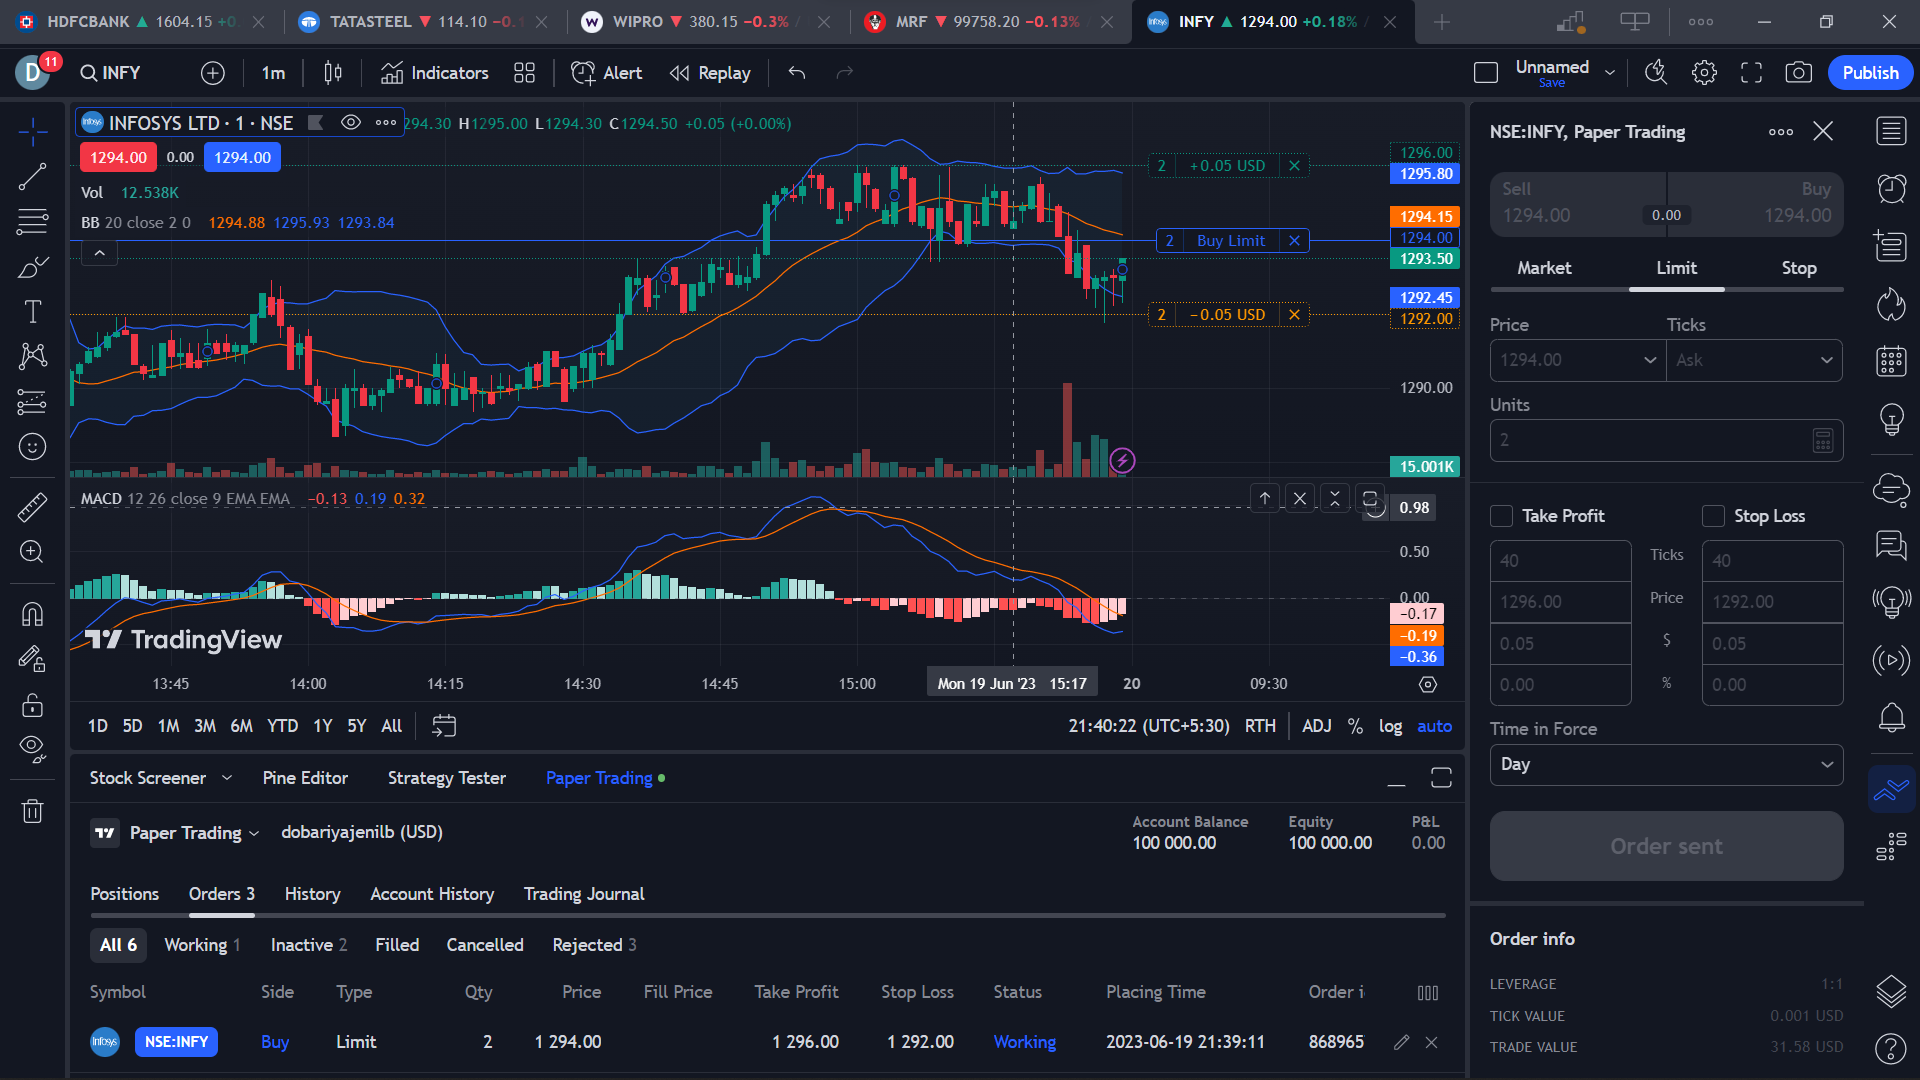 HDFCBANK ▲ 1604.15 +0.
TATASTEEL ▼ 114.10 −0.1
WIPRO ▼ 380.15 −0.3% /
MRF ▼ 99758.20 −0.13%
INFY ▲ 1294.00 +0.18% /
D 11
INFY
1m
Indicators
Alert
Replay
Unnamed
Save
Publish
INFOSYS LTD · 1 · NSE
294.30 H1295.00 L1294.30 C1294.50 +0.05 (+0.00%)
1294.00 0.00 1294.00
Vol 12.538K
BB 20 close 2 0 1294.88 1295.93 1293.84
2 +0.05 USD
2 Buy Limit
2 −0.05 USD
1296.00
1295.80
1294.15
1294.00
1293.50
1292.45
1292.00
1290.00
15.001K
MACD 12 26 close 9 EMA EMA −0.13 0.19 0.32
0.98
0.50
0.00
−0.17
−0.19
−0.36
TradingView
13:45 14:00 14:15 14:30 14:45 15:00 Mon 19 Jun '23 15:17 20 09:30
1D 5D 1M 3M 6M YTD 1Y 5Y All
21:40:22 (UTC+5:30) RTH ADJ % log auto
Stock Screener Pine Editor Strategy Tester Paper Trading
Paper Trading dobariyajenilb (USD)
Account Balance Equity P&L
100 000.00 100 000.00 0.00
Positions Orders 3 History Account History Trading Journal
All 6 Working 1 Inactive 2 Filled Cancelled Rejected 3
Symbol Side Type Qty Price Fill Price Take Profit Stop Loss Status Placing Time Order i
Infosys NSE:INFY Buy Limit 2 1 294.00 1 296.00 1 292.00 Working 2023-06-19 21:39:11 868965
NSE:INFY, Paper Trading
Sell Buy
1294.00 0.00 1294.00
Market Limit Stop
Price Ticks
1294.00 Ask
Units
2
Take Profit Stop Loss
40 Ticks 40
1296.00 Price 1292.00
0.05 $ 0.05
0.00 % 0.00
Time in Force
Day
Order sent
Order info
LEVERAGE 1:1
TICK VALUE 0.001 USD
TRADE VALUE 31.58 USD